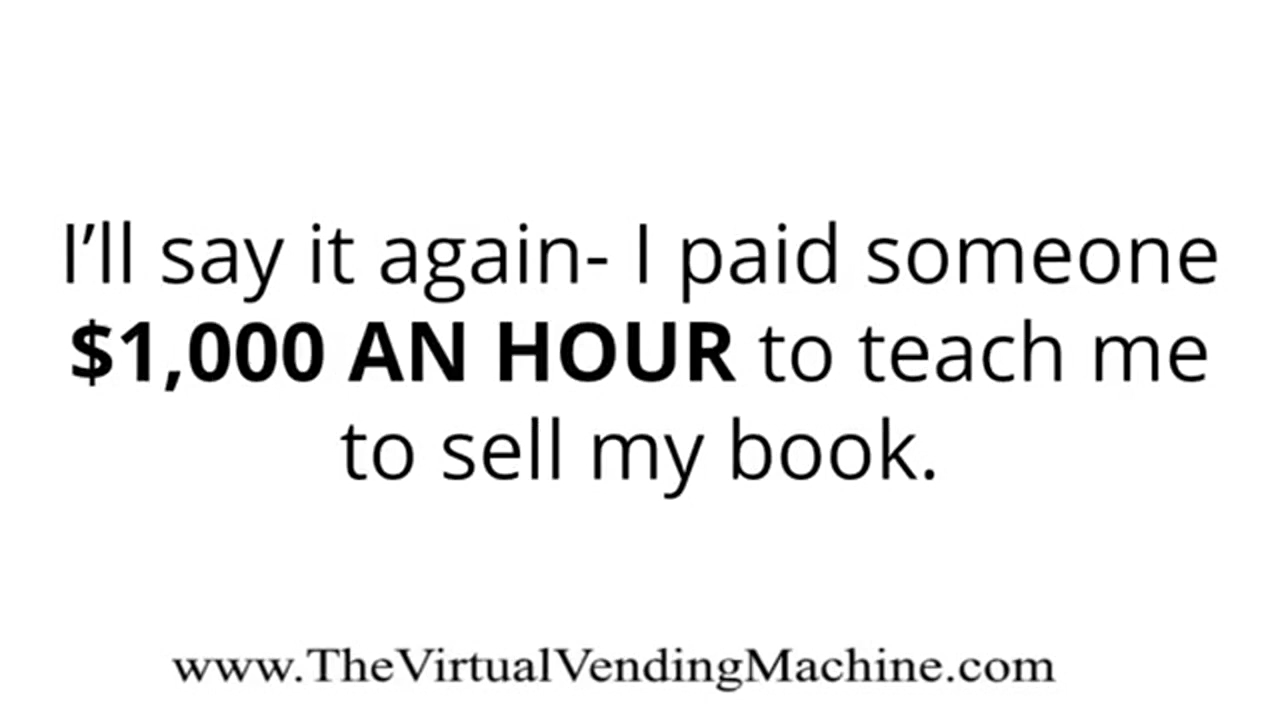 I’ll say it again- I paid someone
$1,000 AN HOUR to teach me
to sell my book.
www.TheVirtualVendingMachine.com